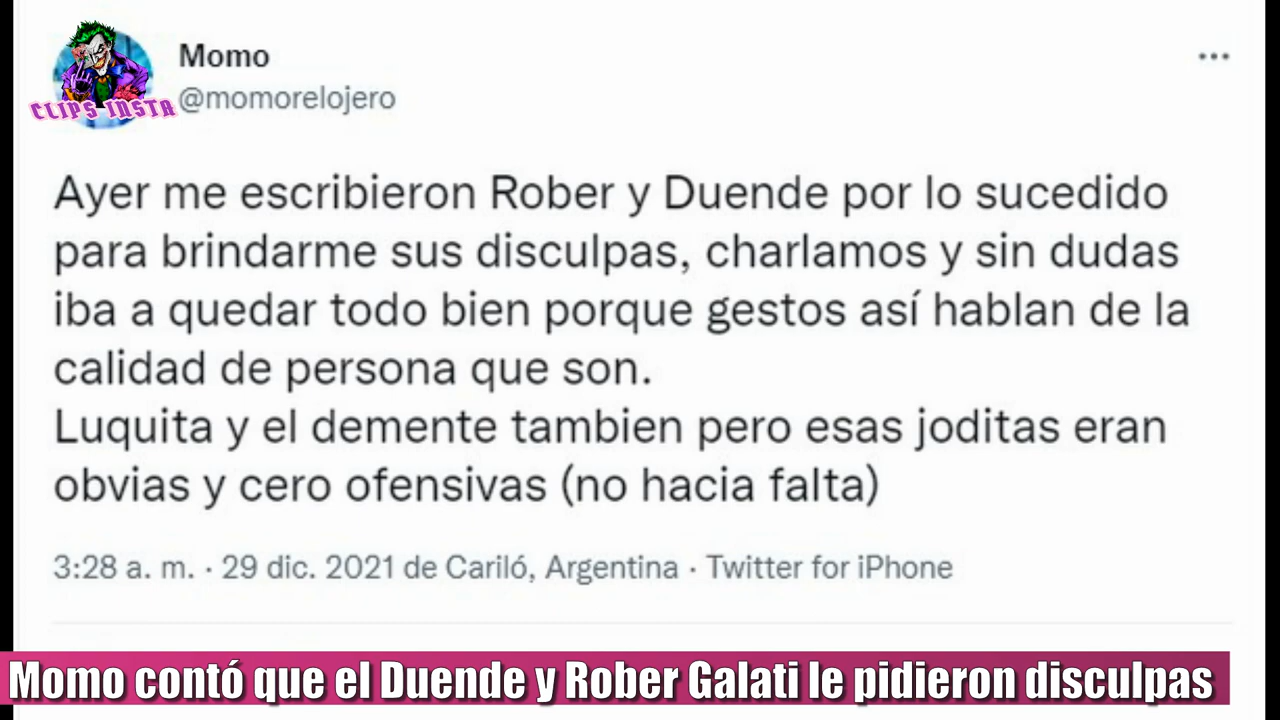 Momo
CLIPS INSTA
@momorelojero
Ayer me escribieron Rober y Duende por lo sucedido
para brindarme sus disculpas, charlamos y sin dudas
iba a quedar todo bien porque gestos así hablan de la
calidad de persona que son.
Luquita y el demente tambien pero esas joditas eran
obvias y cero ofensivas (no hacia falta)
3:28 a. m. · 29 dic. 2021 de Cariló, Argentina · Twitter for iPhone
Momo contó que el Duende y Rober Galati le pidieron disculpas